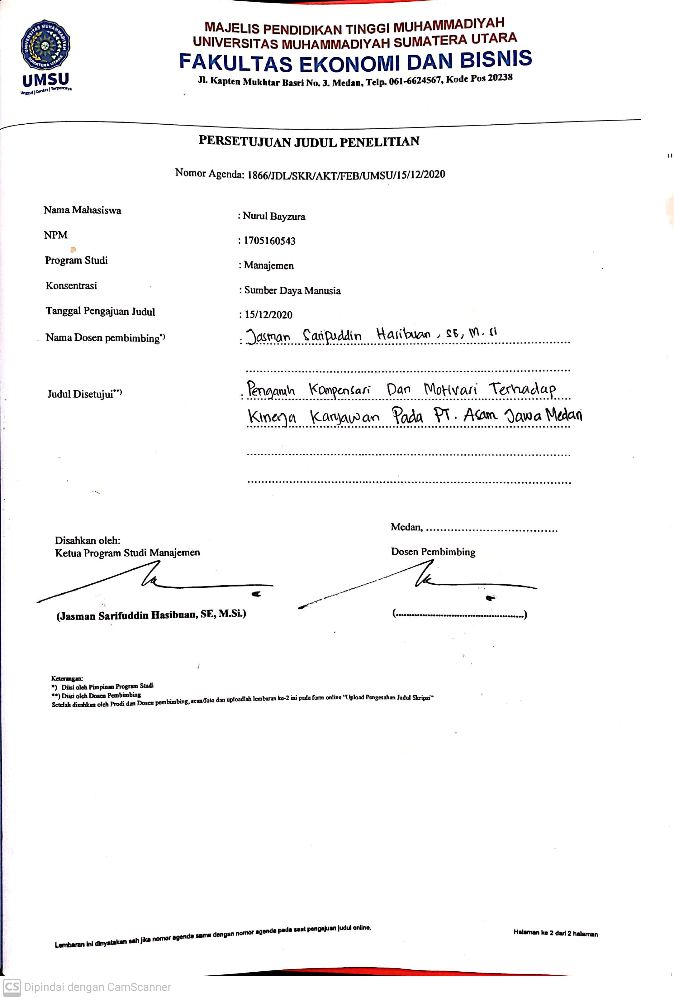 UNIVERSITAS MUHAMMADIYAH
SUMATERA UTARA
UMSU
Unggul | Cerdas | Terpercaya
MAJELIS PENDIDIKAN TINGGI MUHAMMADIYAH
UNIVERSITAS MUHAMMADIYAH SUMATERA UTARA
FAKULTAS EKONOMI DAN BISNIS
Jl. Kapten Mukhtar Basri No. 3. Medan, Telp. 061-6624567, Kode Pos 20238
PERSETUJUAN JUDUL PENELITIAN
Nomor Agenda: 1866/JDL/SKR/AKT/FEB/UMSU/15/12/2020
Nama Mahasiswa : Nurul Bayzura
NPM : 1705160543
Program Studi : Manajemen
Konsentrasi : Sumber Daya Manusia
Tanggal Pengajuan Judul : 15/12/2020
Nama Dosen pembimbing*) : Jasman Saripuddin Hasibuan, SE, M.Si
Judul Disetujui**) : Pengaruh Kompensasi Dan Motivasi Terhadap
Kinerja Karyawan Pada PT. Asam Jawa Medan
Medan, ........................................
Disahkan oleh:
Ketua Program Studi Manajemen Dosen Pembimbing
(Jasman Sarifuddin Hasibuan, SE, M.Si.) (................................................)
Keterangan:
*) Diisi oleh Pimpinan Program Studi
**) Diisi oleh Dosen Pembimbing
Setelah disahkan oleh Prodi dan Dosen pembimbing, scan/foto dan uploadlah lembaran ke-2 ini pada form online "Upload Pengesahan Judul Skripsi"
Lembaran ini dinyatakan sah jika nomor agenda sama dengan nomor agenda pada saat pengajuan judul online. Halaman ke 2 dari 2 halaman
CS Dipindai dengan CamScanner